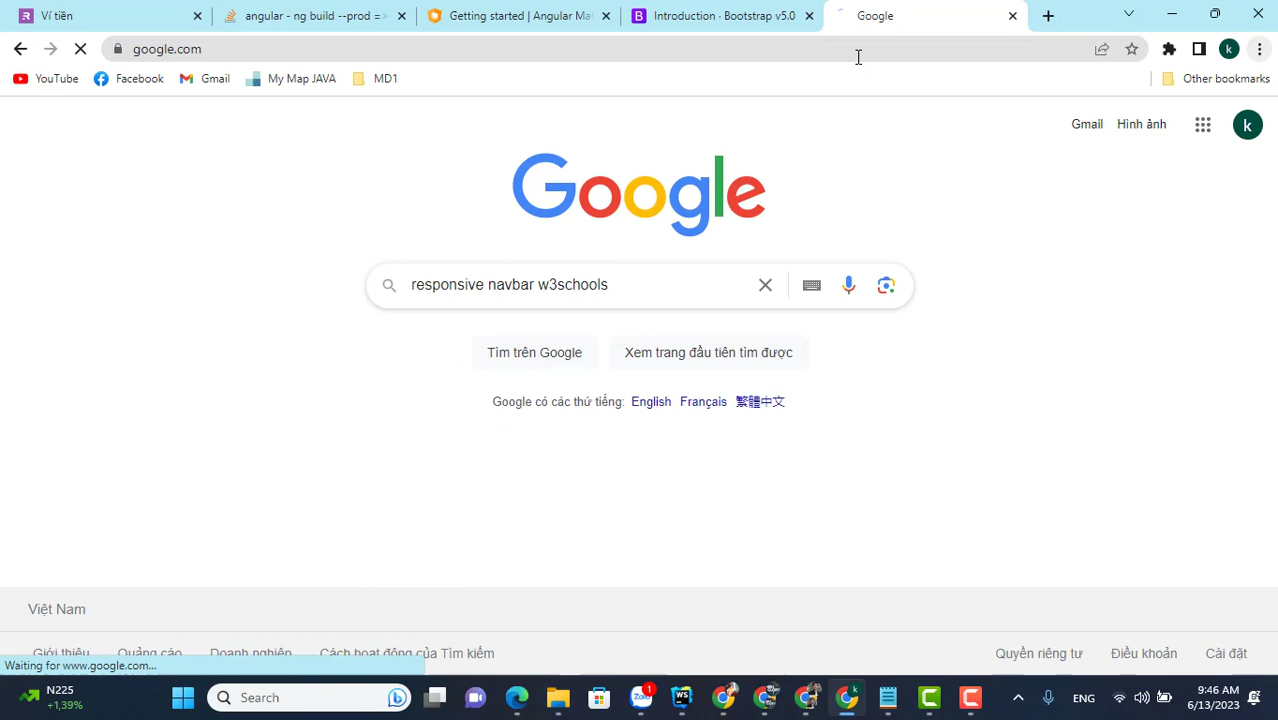 Ví tiền
angular - ng build --prod =>
Getting started | Angular Mat
Introduction · Bootstrap v5.0
Google
google.com
k
YouTube
Facebook
Gmail
My Map JAVA
MD1
Other bookmarks
Gmail
Hình ảnh
k
Google
responsive navbar w3schools
Tìm trên Google
Xem trang đầu tiên tìm được
Google có các thứ tiếng: English Français 繁體中文
Việt Nam
Giới thiệu
Quảng cáo
Doanh nghiệp
Cách hoạt động của Tìm kiếm
Quyền riêng tư
Điều khoản
Cài đặt
Waiting for www.google.com...
N225
+1,39%
Search
Zalo
1
WS
k
ENG
9:46 AM
6/13/2023